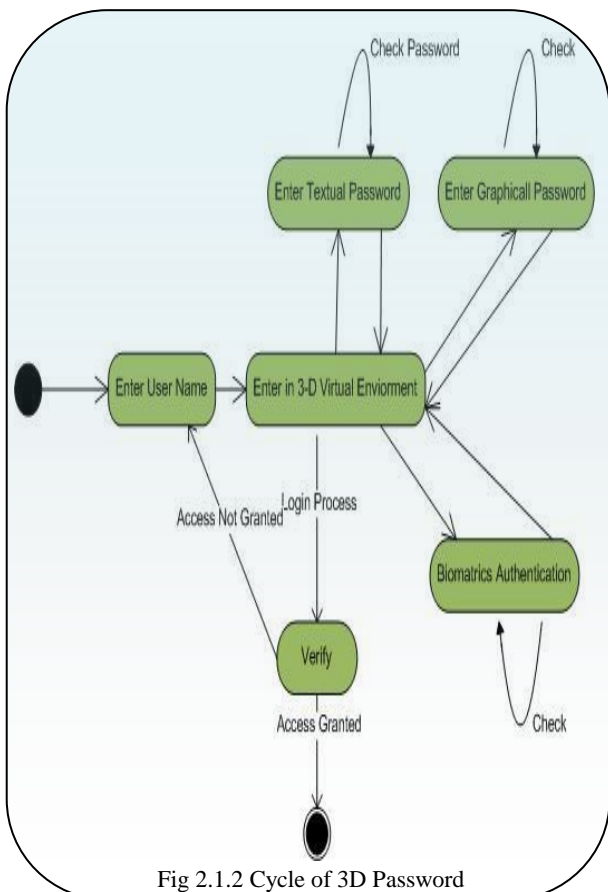 Check Password
Check
Enter Textual Password
Enter Graphicall Password
Enter User Name
Enter in 3-D Virtual Enviorment
Access Not Granted
Login Process
Biomatrics Authentication
Verify
Access Granted
Check
Fig 2.1.2 Cycle of 3D Password